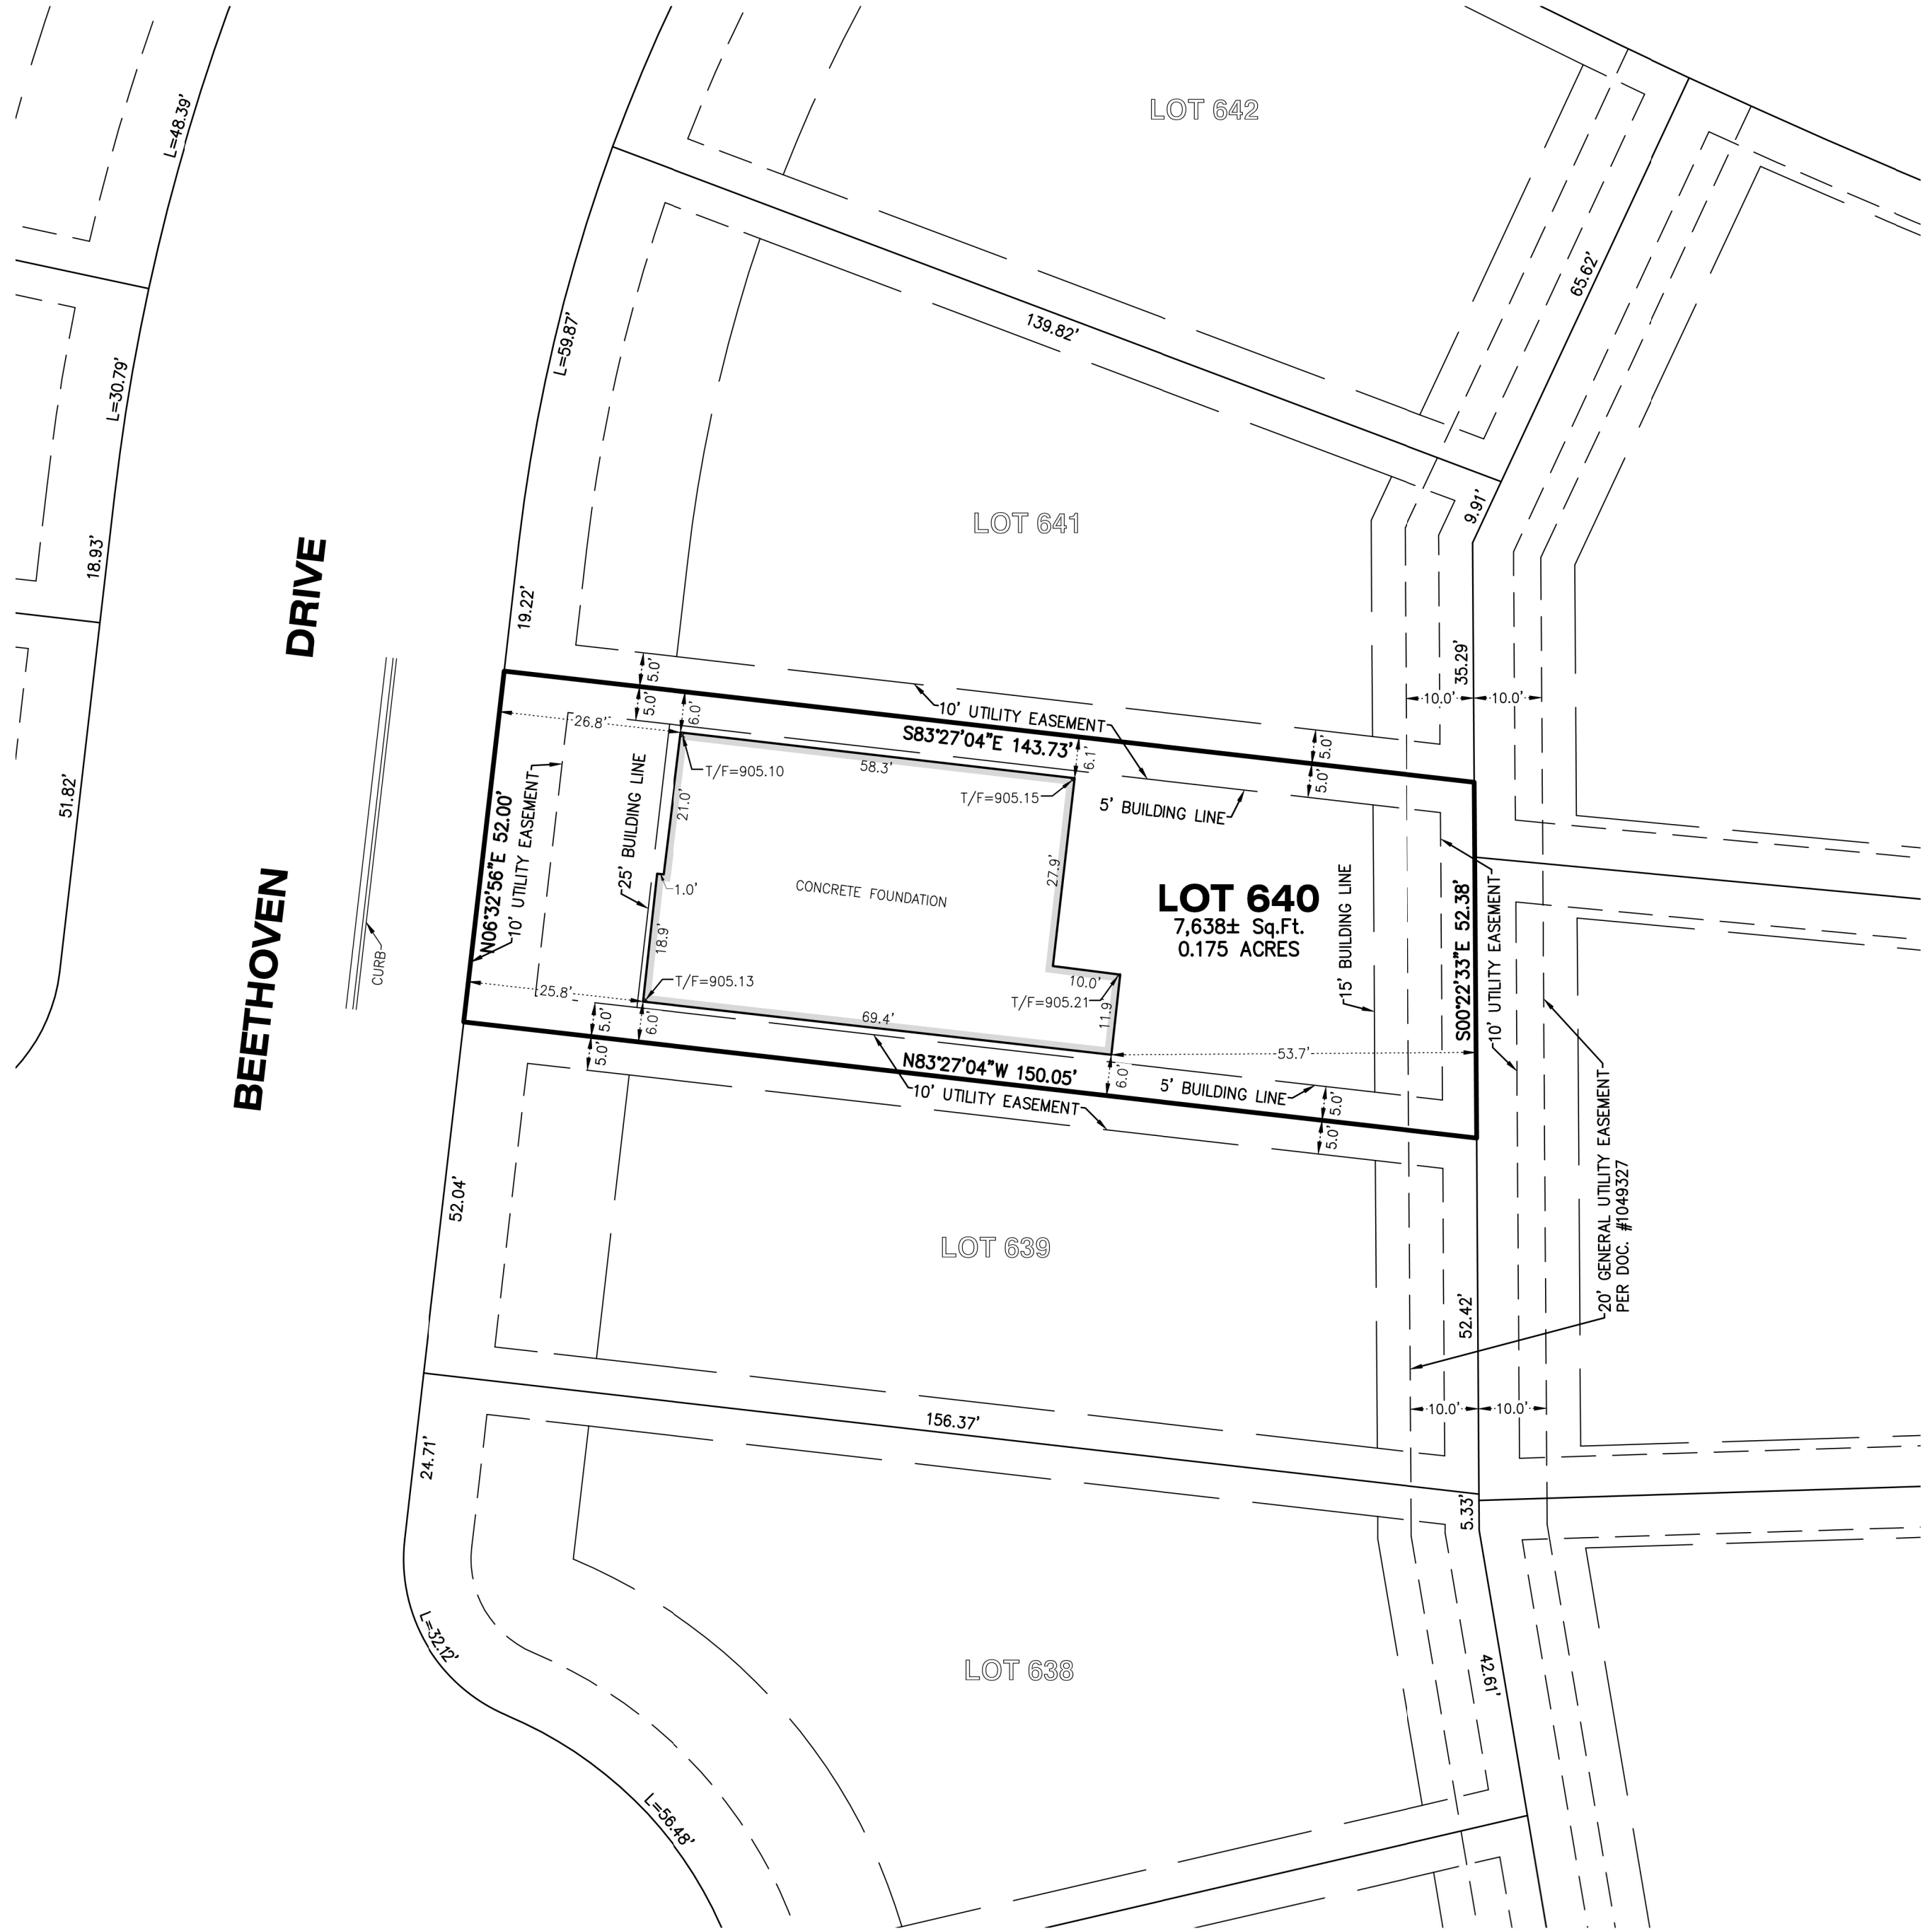 LOT 642
L=48.39'
65.62'
L=59.87'
139.82'
L=30.79'
9.91'
LOT 641
18.93'
DRIVE
19.22'
35.29'
5.0'
5.0'
6.0'
10.0'
10.0'
10' UTILITY EASEMENT
26.8'
S83°27'04"E 143.73'
6.1'
5.0'
5.0'
T/F=905.10
58.3'
T/F=905.15
5' BUILDING LINE
51.82'
N06°32'56"E 52.00'
10' UTILITY EASEMENT
25' BUILDING LINE
21.0'
1.0'
CONCRETE FOUNDATION
27.9'
LOT 640
7,638± Sq.Ft.
0.175 ACRES
15' BUILDING LINE
S00°22'33"E 52.38'
10' UTILITY EASEMENT
BEETHOVEN
CURB
18.9'
25.8'
T/F=905.13
10.0'
T/F=905.21
11.9'
69.4'
5.0'
5.0'
6.0'
N83°27'04"W 150.05'
53.7'
6.0'
5' BUILDING LINE
10' UTILITY EASEMENT
5.0'
5.0'
20' GENERAL UTILITY EASEMENT
PER DOC. #1049327
52.04'
LOT 639
52.42'
10.0'
10.0'
156.37'
24.71'
5.33'
L=32.12'
LOT 638
42.61'
L=56.48'